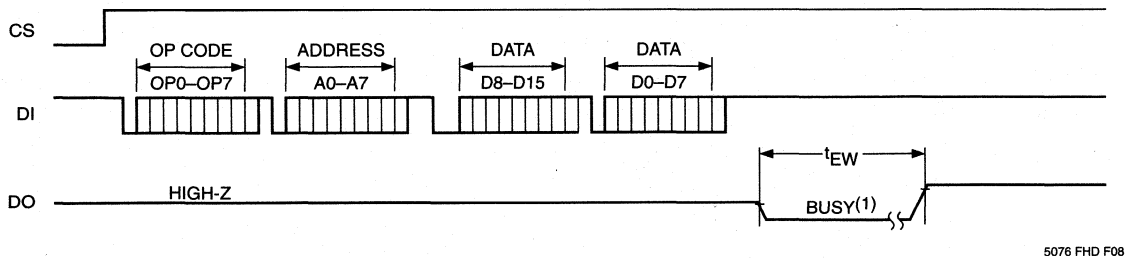 CS
OP CODE ADDRESS DATA DATA
OP0–OP7 A0–A7 D8–D15 D0–D7
DI
tEW
HIGH-Z
DO
BUSY(1)
5076 FHD F08